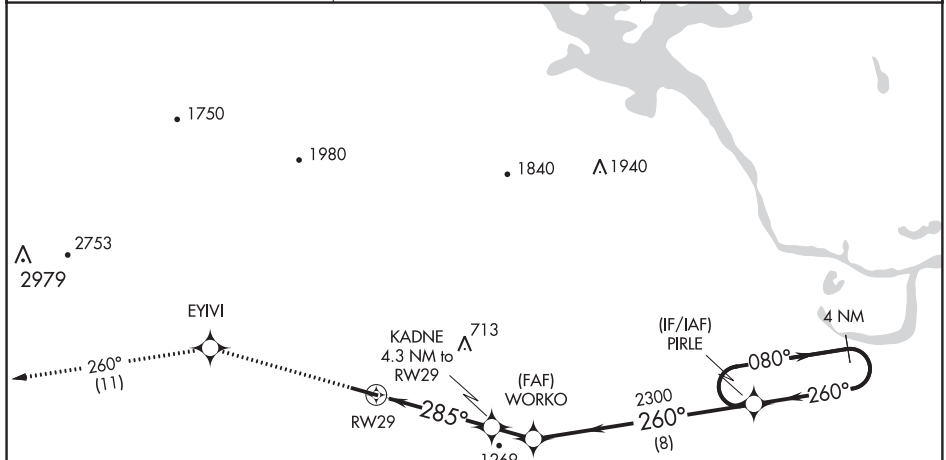 1750
1980
1840
1940
2753
2979
EYIVI
260°
(11)
KADNE
4.3 NM to
RW29
713
(FAF)
WORKO
(IF/IAF)
PIRLE
4 NM
080°
260°
2300
260°
(8)
285°
RW29